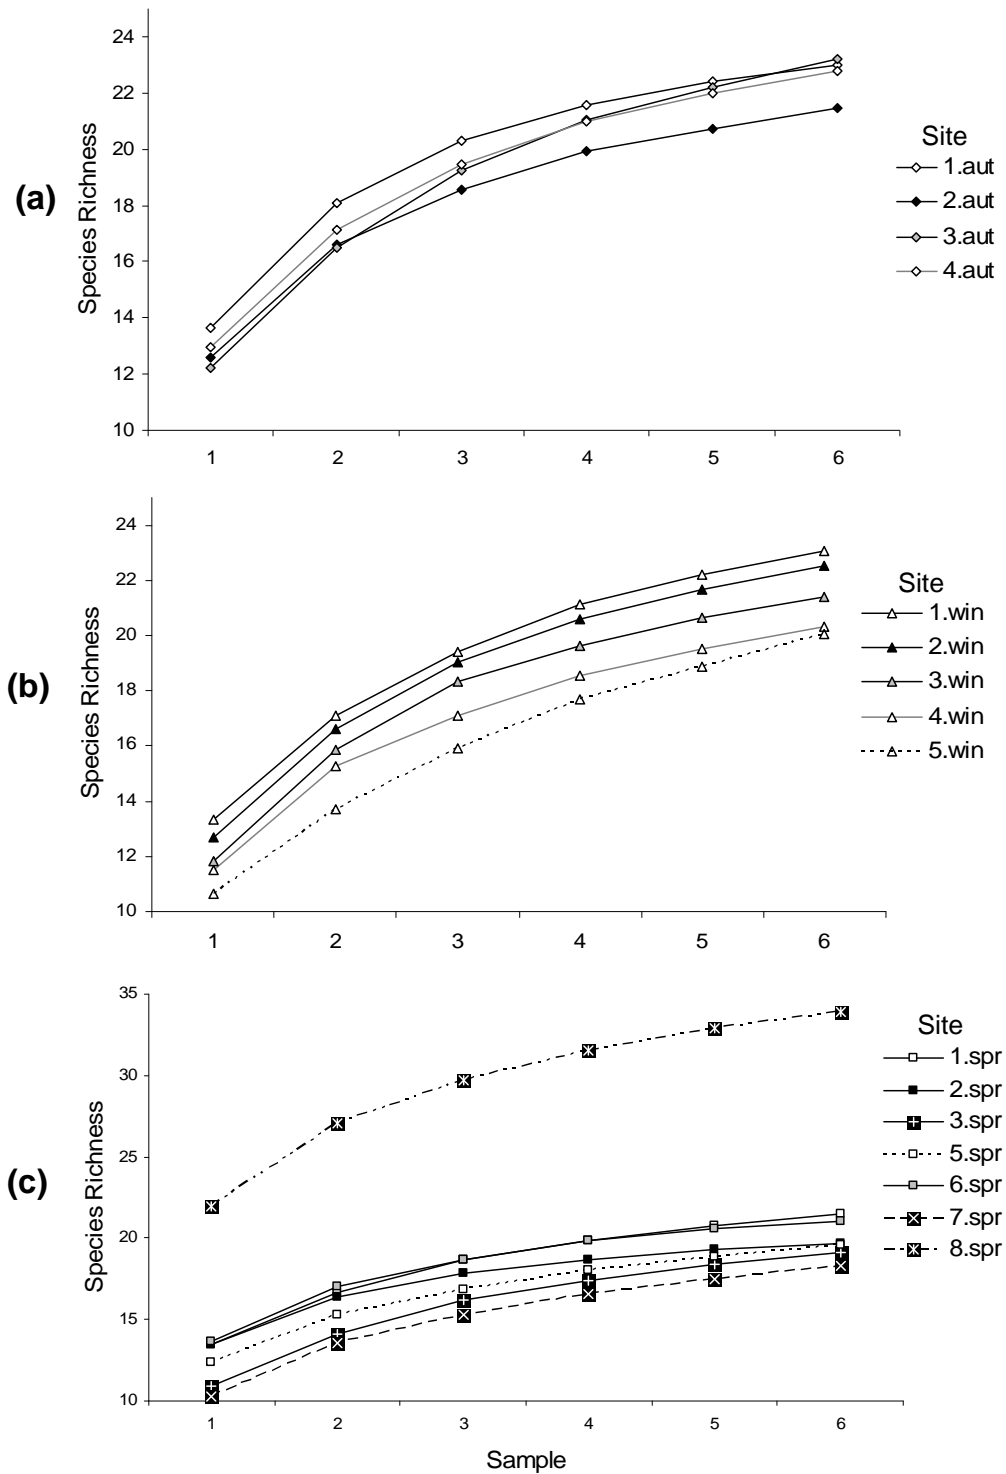 (a)
Species Richness
24
22
20
18
16
14
12
10
1 2 3 4 5 6
Site
1.aut
2.aut
3.aut
4.aut
(b)
Species Richness
24
22
20
18
16
14
12
10
1 2 3 4 5 6
Site
1.win
2.win
3.win
4.win
5.win
(c)
Species Richness
35
30
25
20
15
10
1 2 3 4 5 6
Sample
Site
1.spr
2.spr
3.spr
5.spr
6.spr
7.spr
8.spr